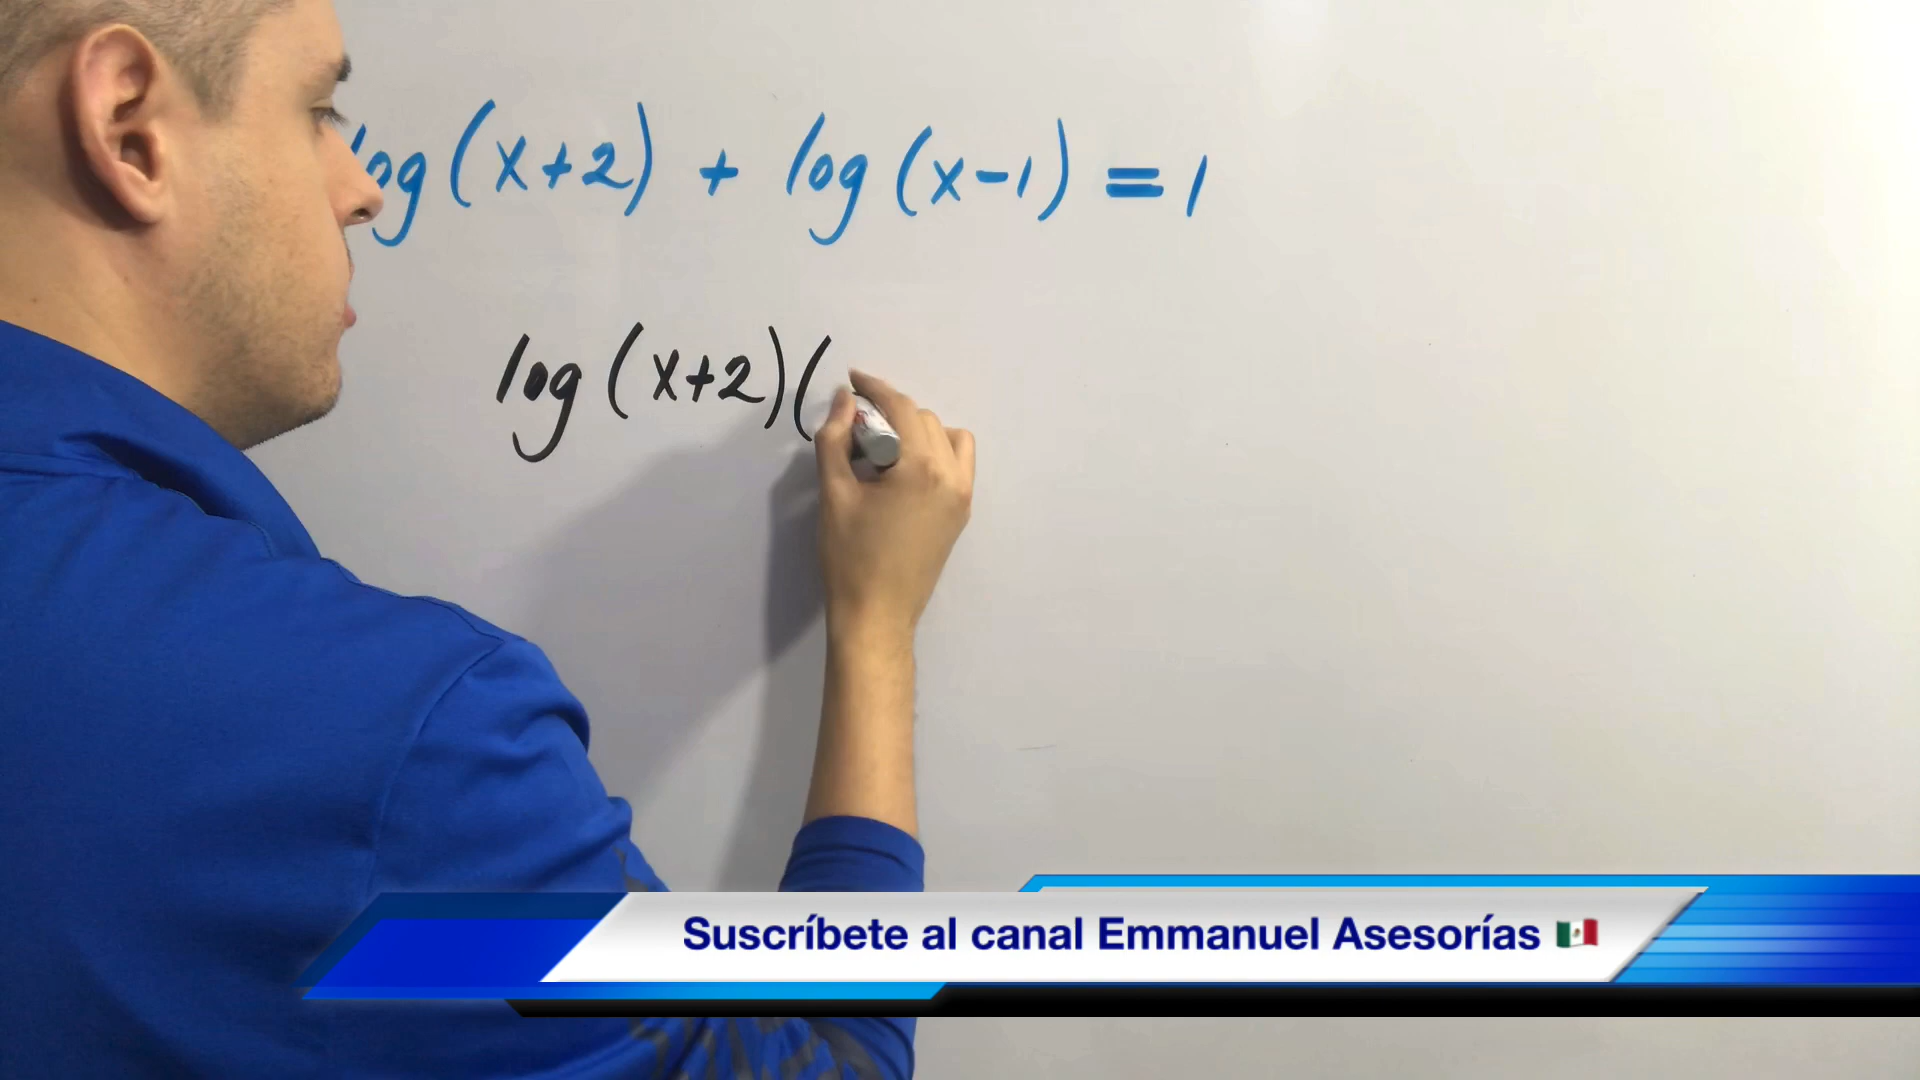 log (x+2) + log (x-1) = 1
log (x+2)(
Suscríbete al canal Emmanuel Asesorías